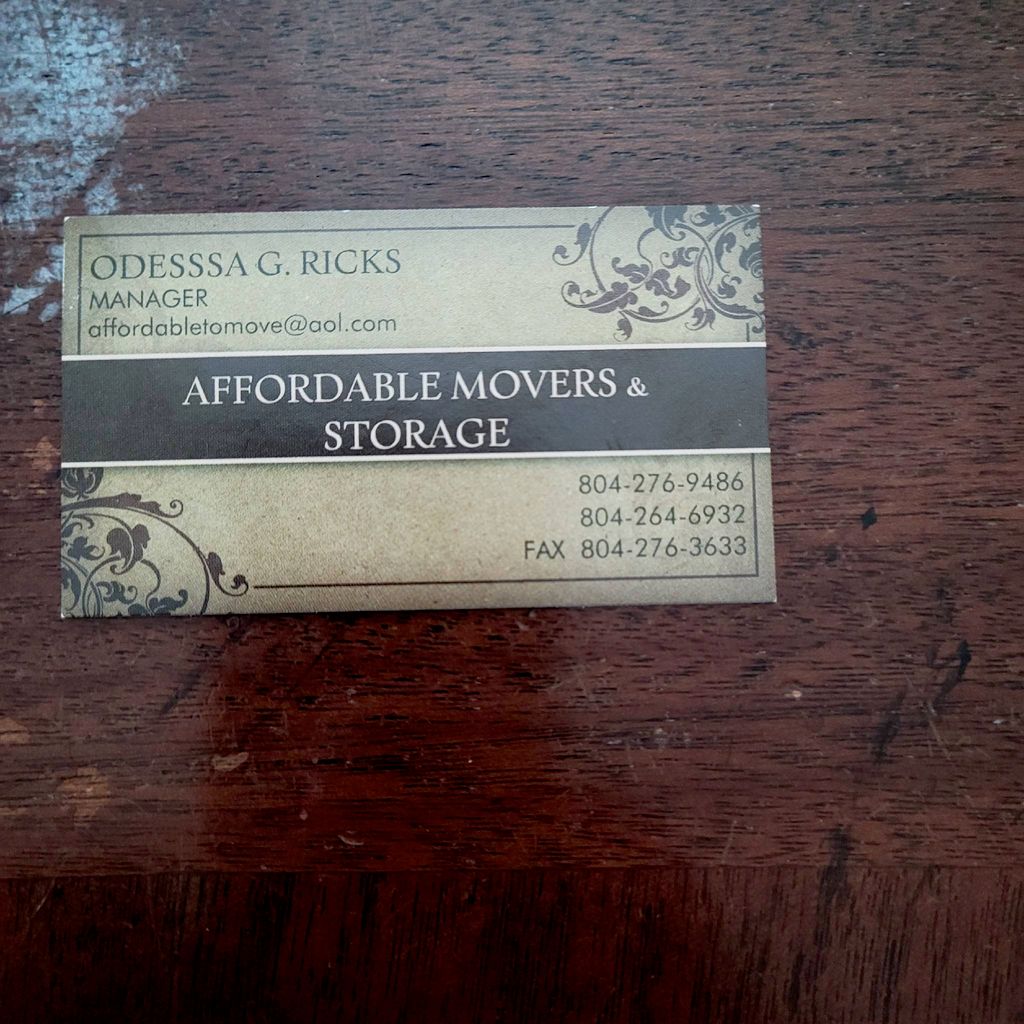 ODESSSA G. RICKS
MANAGER
affordabletomove@aol.com
AFFORDABLE MOVERS &
STORAGE
804-276-9486
804-264-6932
FAX 804-276-3633